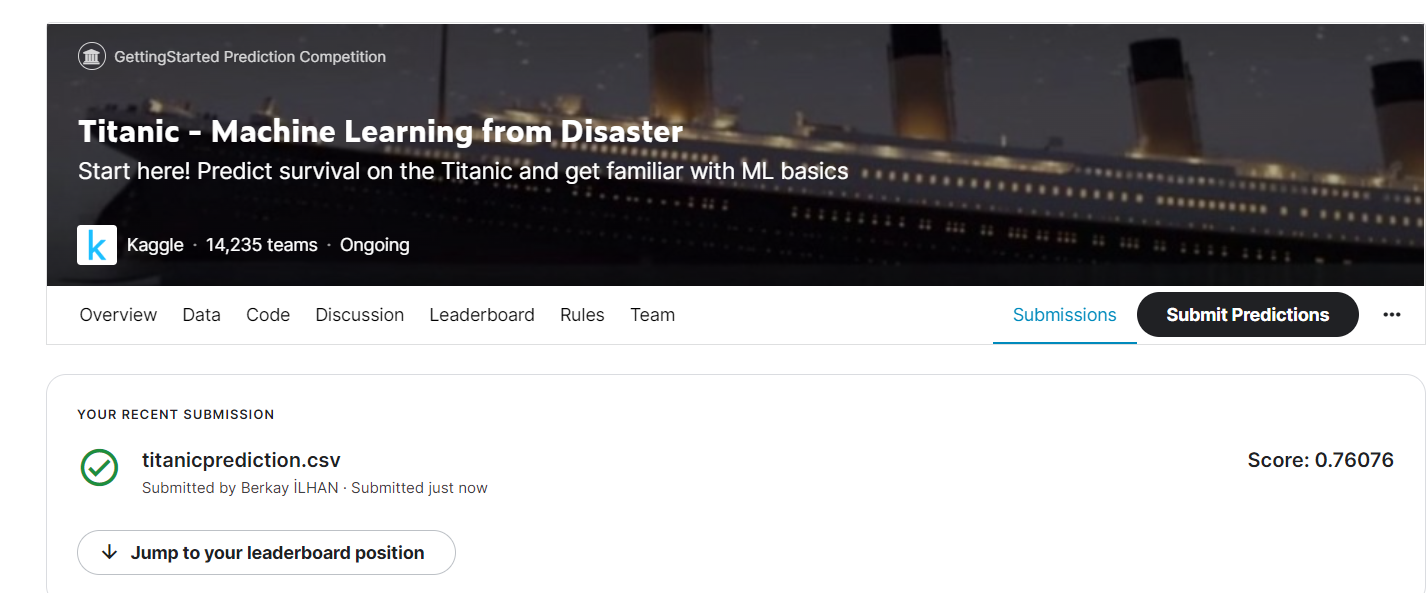 GettingStarted Prediction Competition
Titanic - Machine Learning from Disaster
Start here! Predict survival on the Titanic and get familiar with ML basics
k Kaggle · 14,235 teams · Ongoing
Overview Data Code Discussion Leaderboard Rules Team Submissions Submit Predictions ···
YOUR RECENT SUBMISSION
titanicprediction.csv Score: 0.76076
Submitted by Berkay İLHAN · Submitted just now
Jump to your leaderboard position